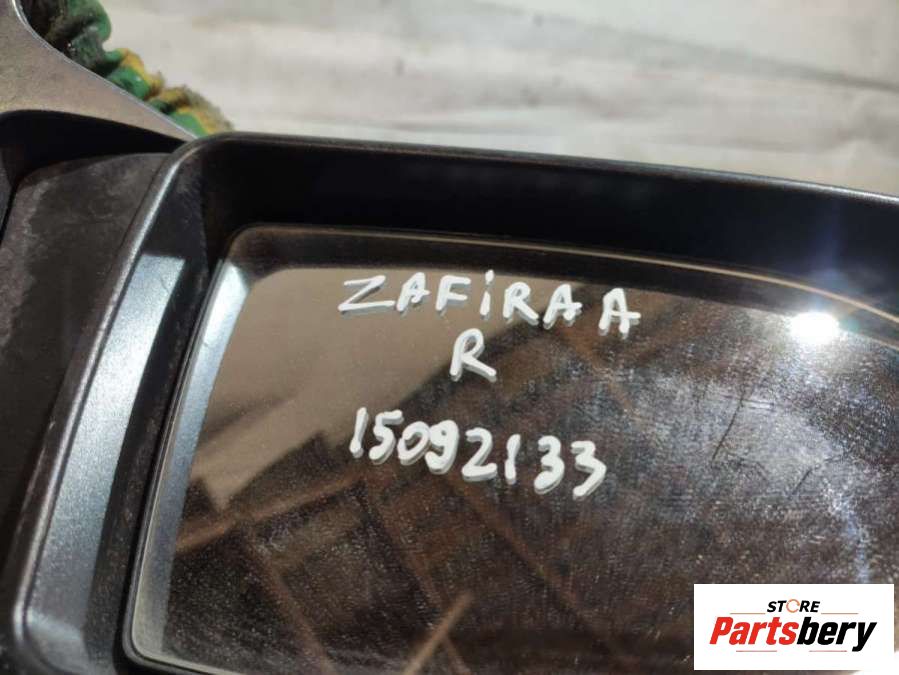 ZAFiRA A
R
15092133
STORE
Partsbery